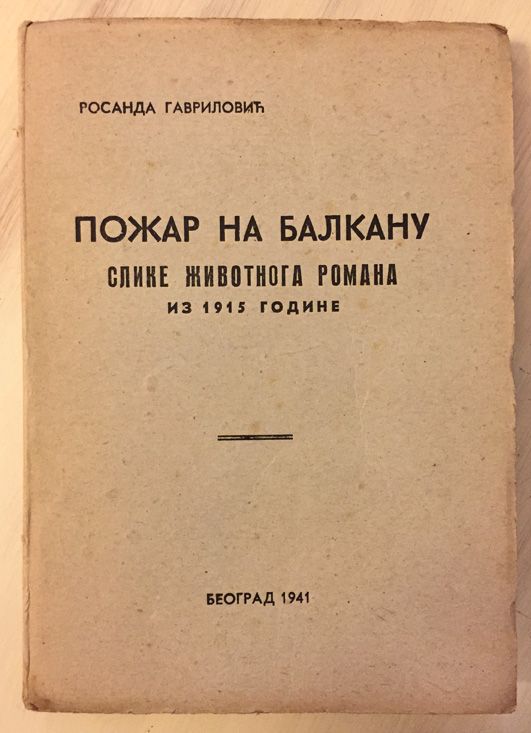 РОСАНДА ГАВРИЛОВИЋ
ПОЖАР НА БАЛКАНУ
СЛИКЕ ЖИВОТНОГА РОМАНА
ИЗ 1915 ГОДИНЕ
БЕОГРАД 1941